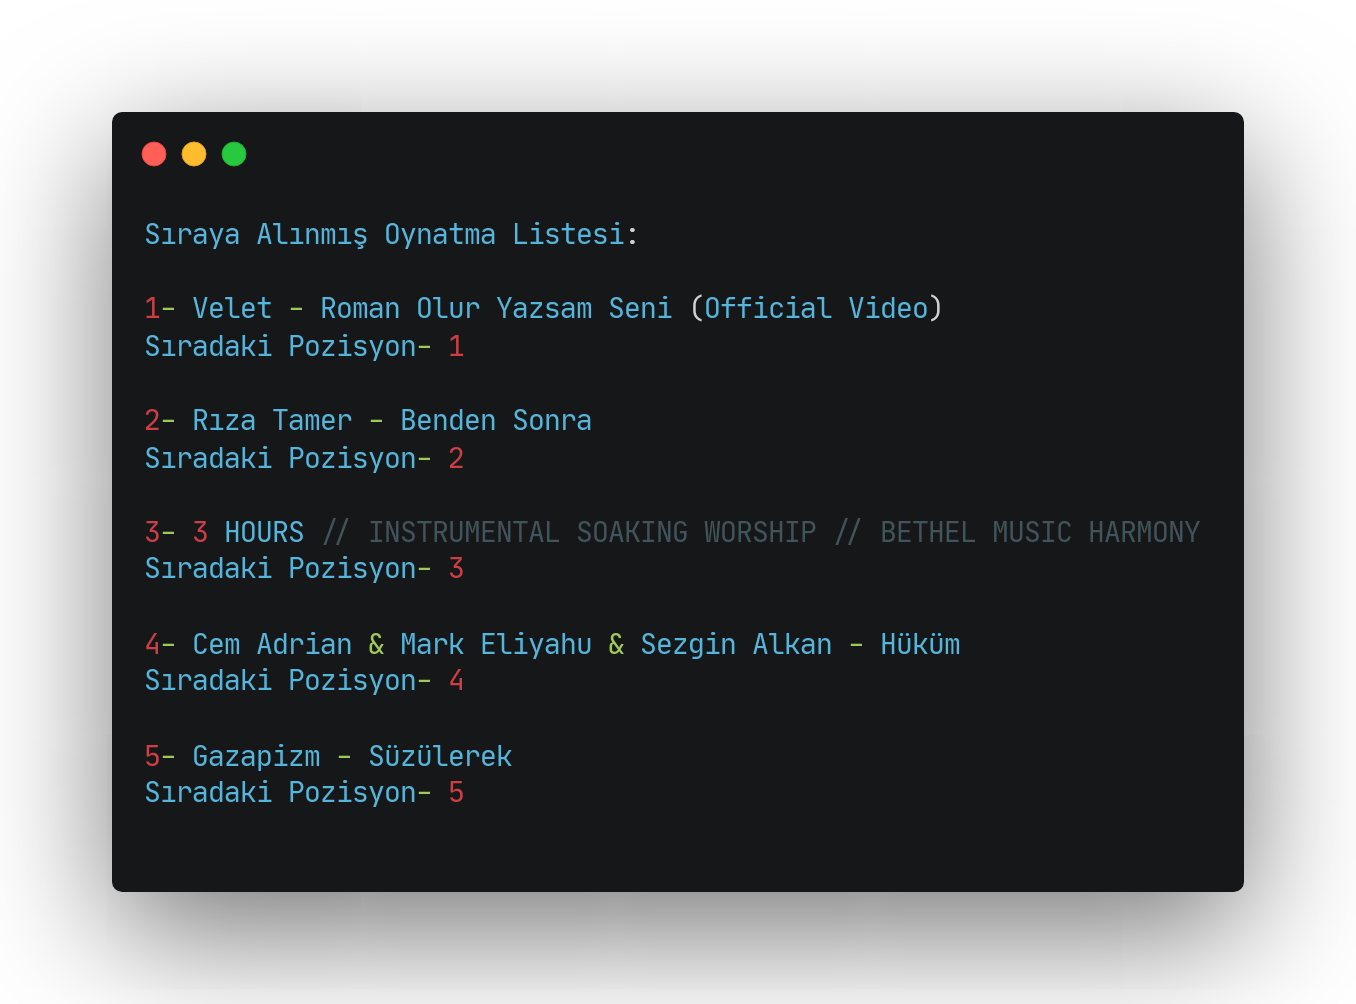 Sıraya Alınmış Oynatma Listesi:
1- Velet - Roman Olur Yazsam Seni (Official Video)
Sıradaki Pozisyon- 1
2- Rıza Tamer - Benden Sonra
Sıradaki Pozisyon- 2
3- 3 HOURS // INSTRUMENTAL SOAKING WORSHIP // BETHEL MUSIC HARMONY
Sıradaki Pozisyon- 3
4- Cem Adrian & Mark Eliyahu & Sezgin Alkan - Hüküm
Sıradaki Pozisyon- 4
5- Gazapizm - Süzülerek
Sıradaki Pozisyon- 5